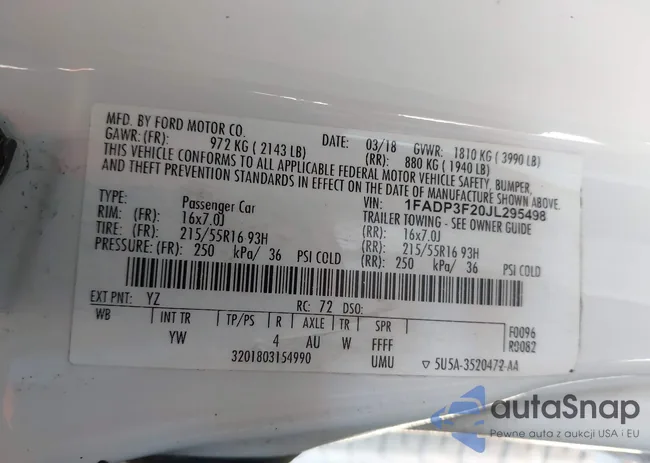 MFD. BY FORD MOTOR CO.
DATE: 03/18 GVWR: 1810 KG ( 3990 LB)
GAWR: (FR): 972 KG ( 2143 LB) (RR): 880 KG ( 1940 LB)
THIS VEHICLE CONFORMS TO ALL APPLICABLE FEDERAL MOTOR VEHICLE SAFETY, BUMPER,
AND THEFT PREVENTION STANDARDS IN EFFECT ON THE DATE OF MANUFACTURE SHOWN ABOVE.
VIN: 1FADP3F20JL295498
TYPE: Passenger Car TRAILER TOWING - SEE OWNER GUIDE
RIM: (FR) 16x7.0J (RR): 16x7.0J
TIRE: (FR) 215/55R16 93H (RR): 215/55R16 93H
PRESSURE: (FR): 250 kPa/ 36 PSI COLD (RR): 250 kPa/ 36 PSI COLD
EXT PNT: YZ RC: 72 DSO:
WB INT TR TP/PS R AXLE TR SPR F0096
YW 4 AU W FFFF R0082
3201803154990 UMU ▽ 5U5A-3520472-AA
autoSnap
Pewne auta z aukcji USA i EU